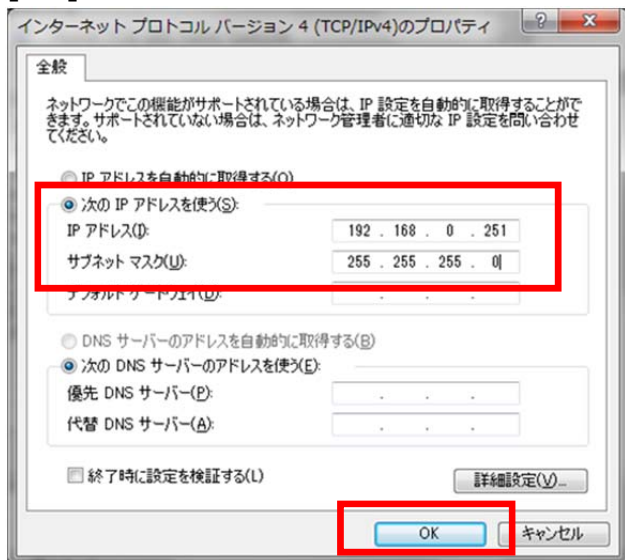 インターネット プロトコル バージョン 4 (TCP/IPv4)のプロパティ
全般
ネットワークでこの機能がサポートされている場合は、IP 設定を自動的に取得することがで
きます。サポートされていない場合は、ネットワーク管理者に適切な IP 設定を問い合わせ
てください。
IP アドレスを自動的に取得する(O)
次の IP アドレスを使う(S):
IP アドレス(I): 192 . 168 . 0 . 251
サブネット マスク(U): 255 . 255 . 255 . 0
デフォルト ゲートウェイ(D): . . .
DNS サーバーのアドレスを自動的に取得する(B)
次の DNS サーバーのアドレスを使う(E):
優先 DNS サーバー(P): . . .
代替 DNS サーバー(A): . . .
終了時に設定を検証する(L)
詳細設定(V)...
OK キャンセル